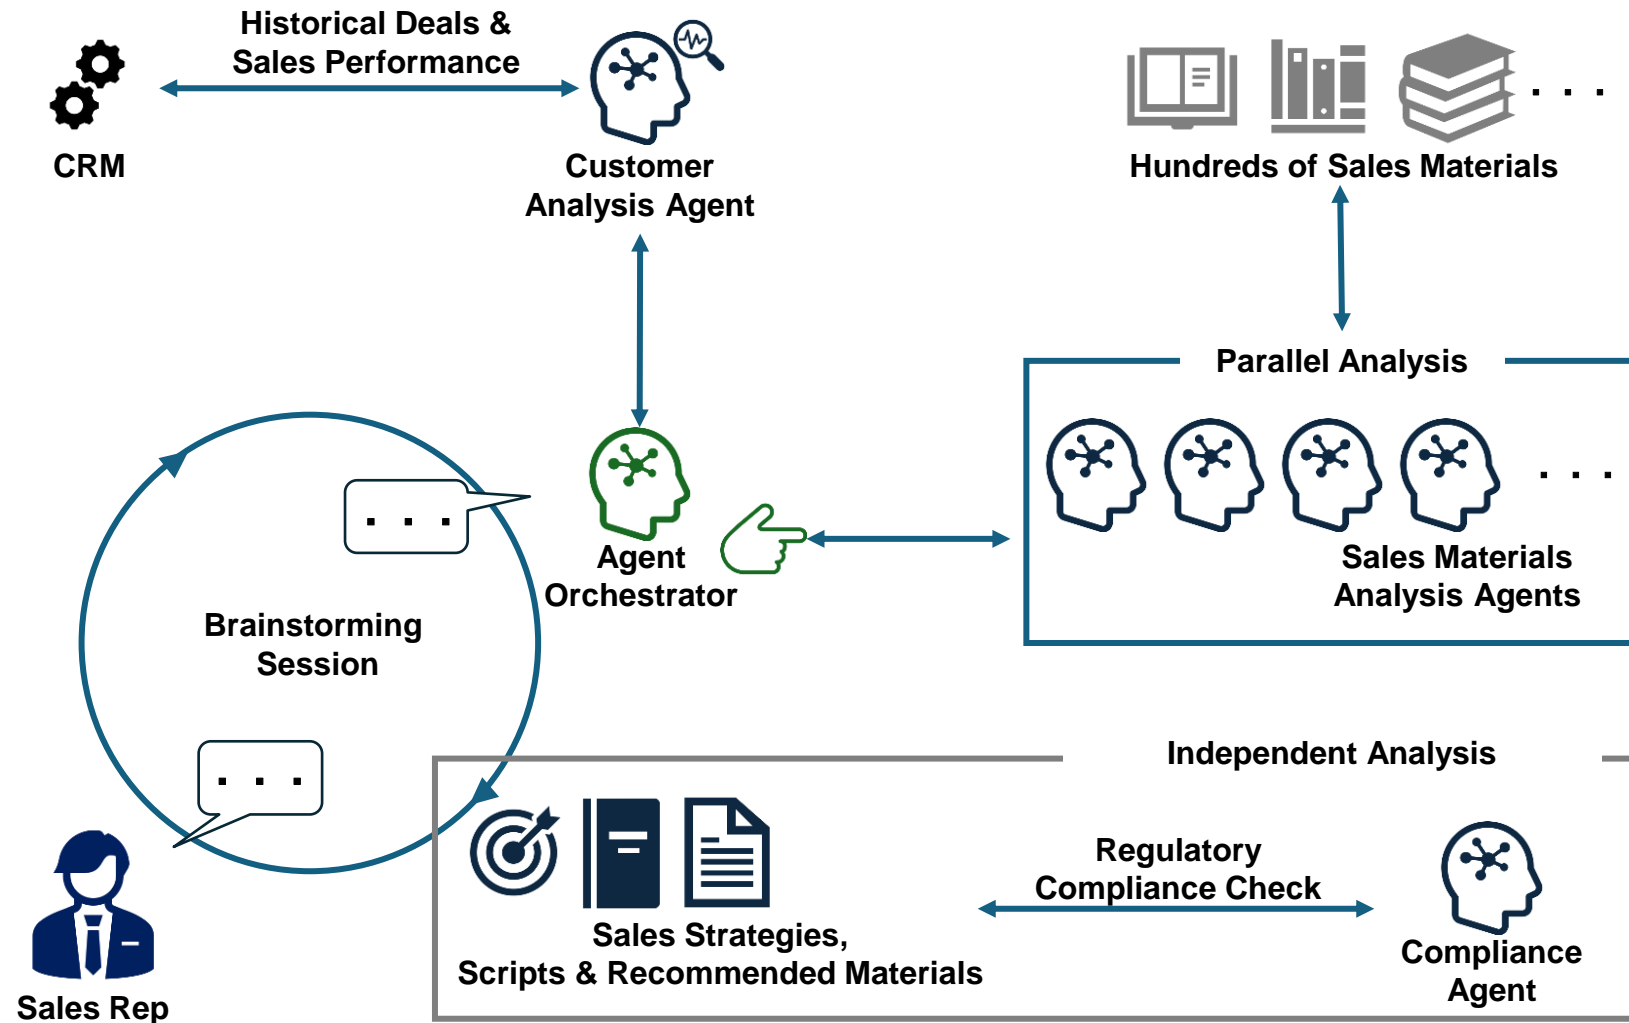 Historical Deals &
Sales Performance
CRM
Customer
Analysis Agent
. . .
Hundreds of Sales Materials
Parallel Analysis
. . .
Sales Materials
Analysis Agents
. . .
Agent
Orchestrator
Brainstorming
Session
. . .
Sales Rep
Independent Analysis
Sales Strategies,
Scripts & Recommended Materials
Regulatory
Compliance Check
Compliance
Agent